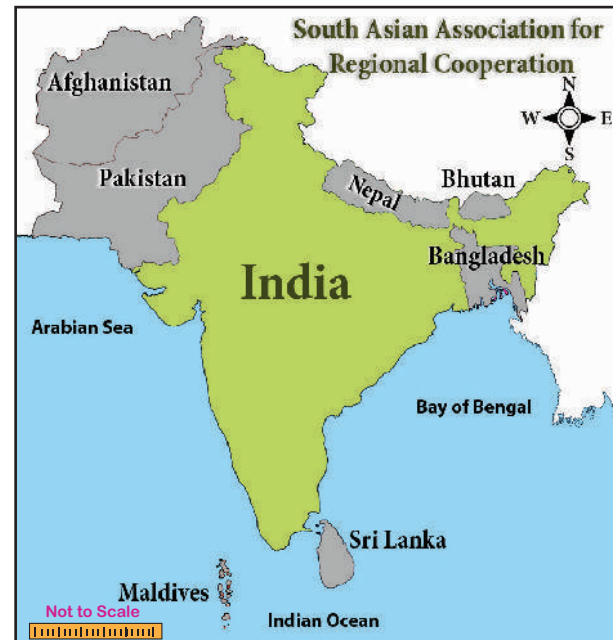 South Asian Association for
Regional Cooperation
N
W E
S
Afghanistan
Pakistan
Nepal
Bhutan
Bangladesh
India
Arabian Sea
Bay of Bengal
Sri Lanka
Maldives
Not to Scale
Indian Ocean